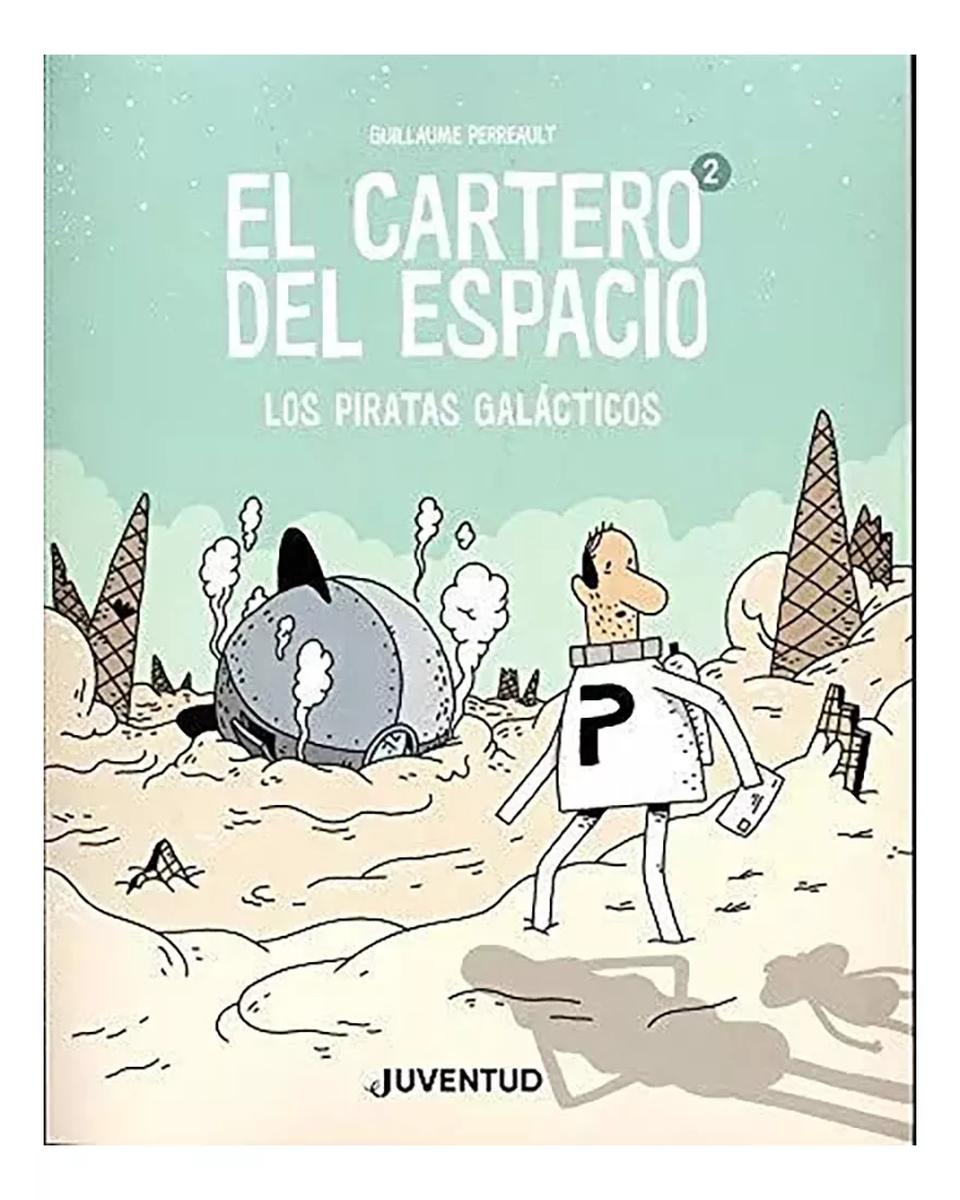 GUILLAUME PERREAULT
EL CARTERO 2
DEL ESPACIO
LOS PIRATAS GALÁCTICOS
P
JUVENTUD